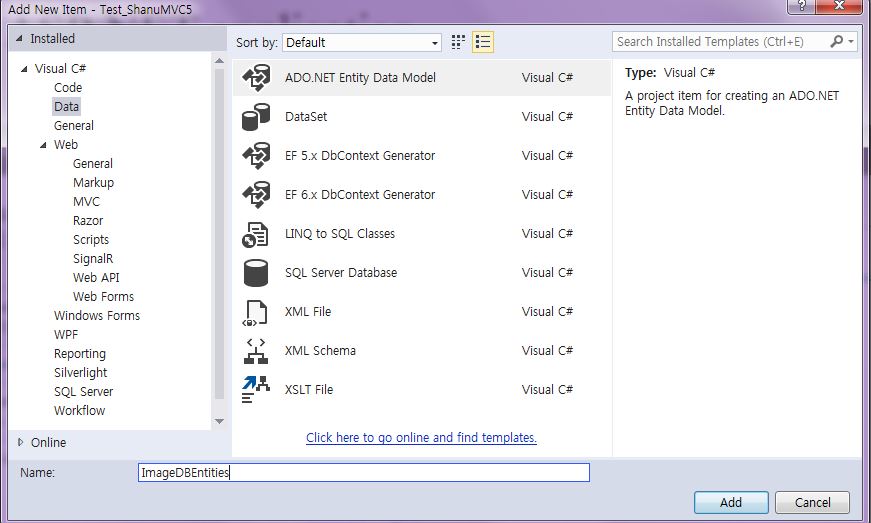 Add New Item - Test_ShanuMVC5
Installed
Sort by: Default
Search Installed Templates (Ctrl+E)
Visual C#
Code
Data
General
Web
General
Markup
MVC
Razor
Scripts
SignalR
Web API
Web Forms
Windows Forms
WPF
Reporting
Silverlight
SQL Server
Workflow
Online
ADO.NET Entity Data Model Visual C#
DataSet Visual C#
EF 5.x DbContext Generator Visual C#
EF 6.x DbContext Generator Visual C#
LINQ to SQL Classes Visual C#
SQL Server Database Visual C#
XML File Visual C#
XML Schema Visual C#
XSLT File Visual C#
Click here to go online and find templates.
Type: Visual C#
A project item for creating an ADO.NET
Entity Data Model.
Name: ImageDBEntities
Add Cancel